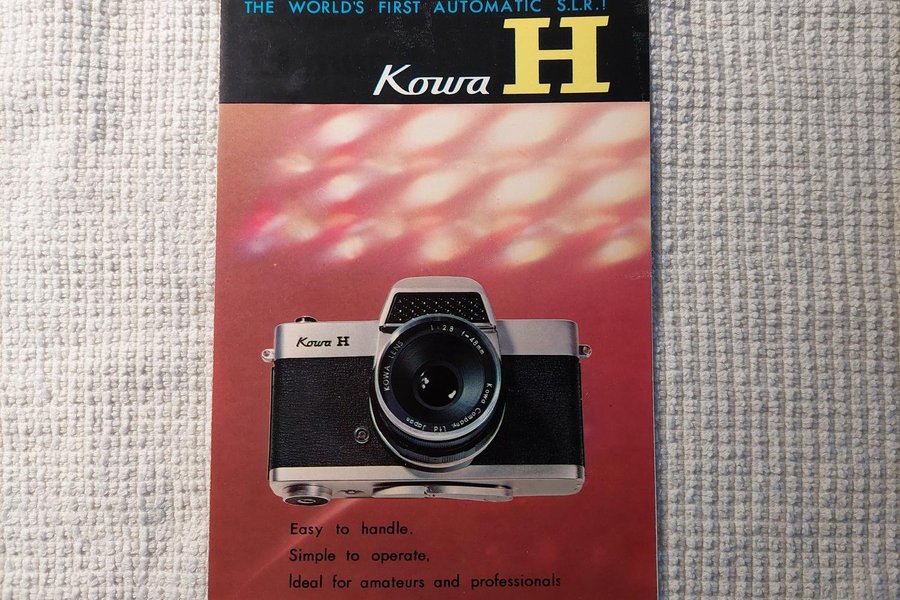 THE WORLD'S FIRST AUTOMATIC S.L.R.!
Kowa H
Kowa H
KOWA LENS 1:2.8 f=48mm Kowa Company, Ltd. Japan
Easy to handle.
Simple to operate,
Ideal for amateurs and professionals